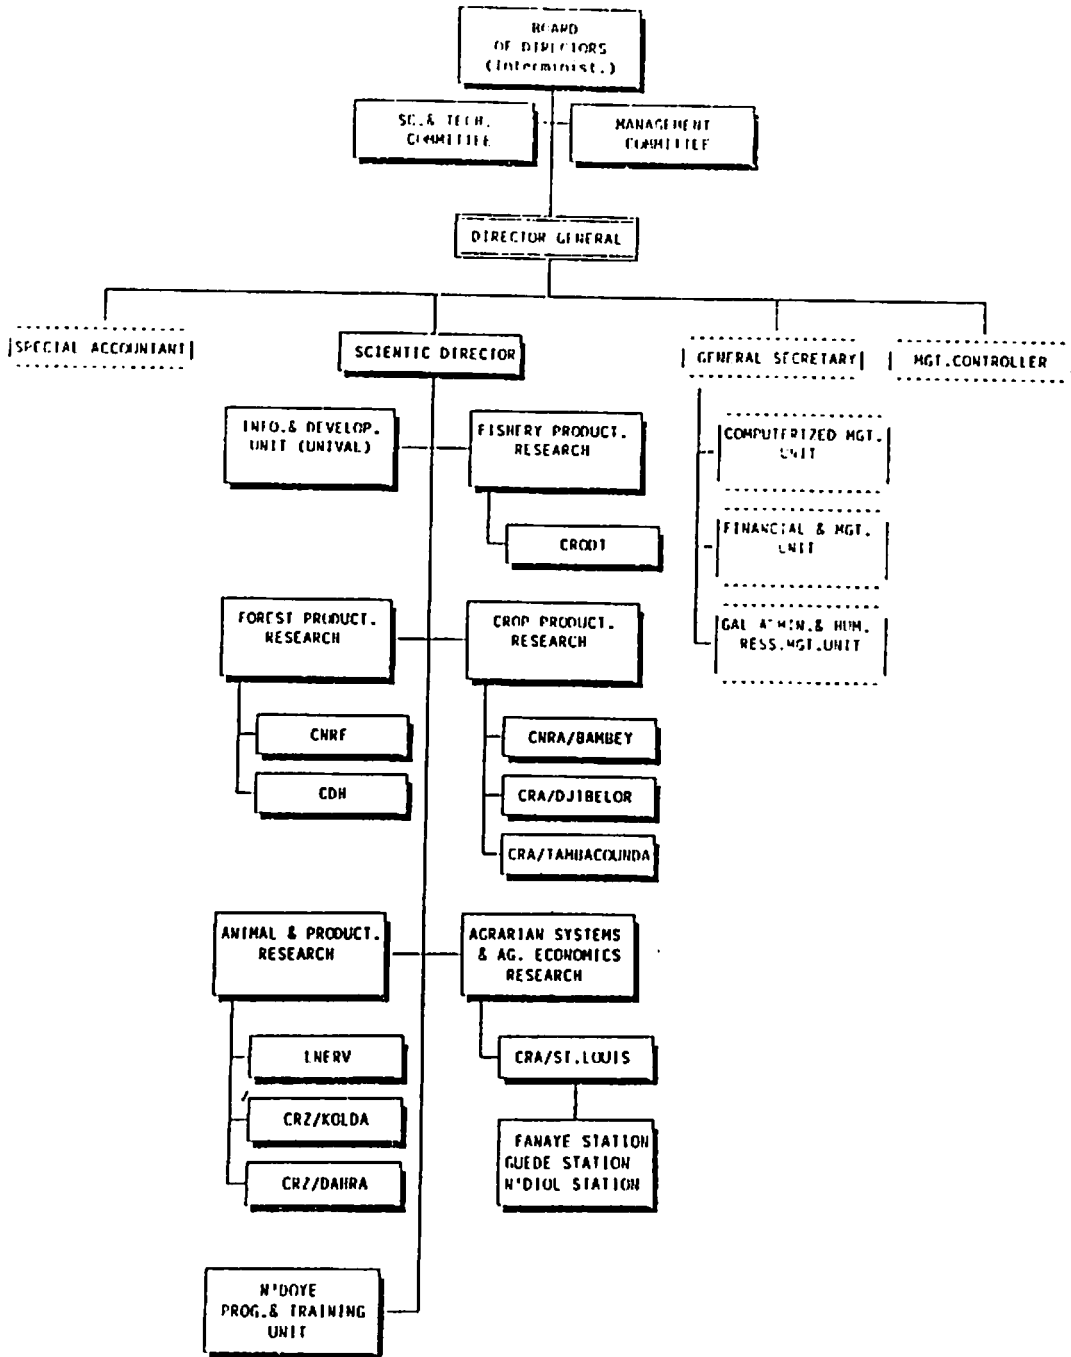 BOARD
OF DIRECTORS
(Interminist.)
SC.& TECH.
COMMITTEE
MANAGEMENT
COMMITTEE
DIRECTOR GENERAL
SPECIAL ACCOUNTANT
SCIENTIC DIRECTOR
GENERAL SECRETARY
MGT.CONTROLLER
INFO.& DEVELOP.
UNIT (UNIVAL)
FISHERY PRODUCT.
RESEARCH
COMPUTERIZED MGT.
UNIT
CRODT
FINANCIAL & MGT.
UNIT
FOREST PRODUCT.
RESEARCH
CROP PRODUCT.
RESEARCH
GAL & HUM.
RESS.MGT.UNIT
CNRF
CNRA/BAMBEY
CDH
CRA/DJIBELOR
CRA/TAMBACOUNDA
ANIMAL & PRODUCT.
RESEARCH
AGRARIAN SYSTEMS
& AG. ECONOMICS
RESEARCH
LNERV
CRA/ST.LOUIS
CRZ/KOLDA
FANAYE STATION
GUEDE STATION
N'DIOL STATION
CRZ/DAHRA
N'DOYE
PROG.& TRAINING
UNIT